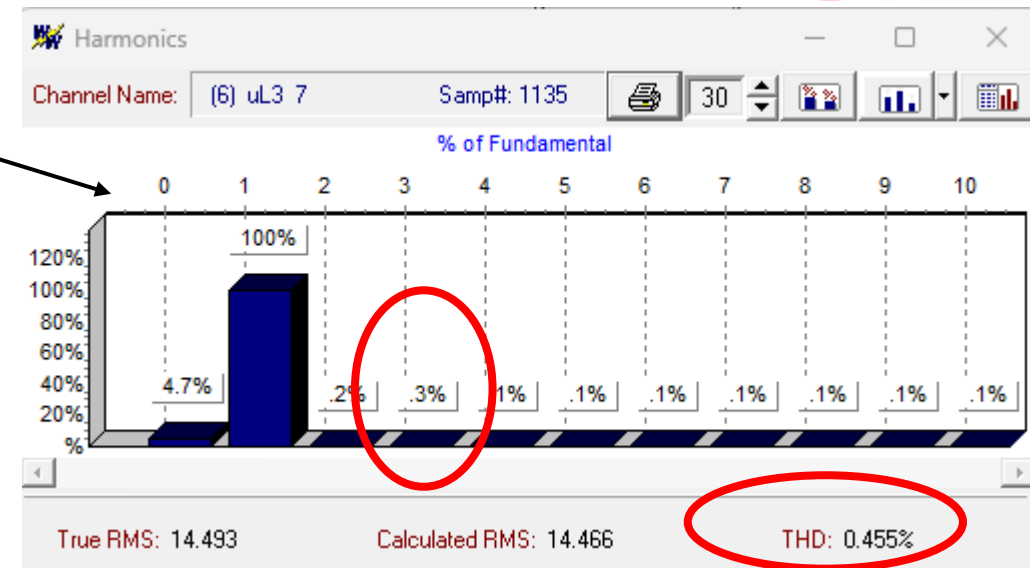 Harmonics
Channel Name: (6) uL3 7 Samp#: 1135 30
% of Fundamental
0 1 2 3 4 5 6 7 8 9 10
120%
100%
80%
60%
40%
20%
%
4.7% 100% .2% .3% .1% .1% .1% .1% .1% .1% .1%
True RMS: 14.493 Calculated RMS: 14.466 THD: 0.455%